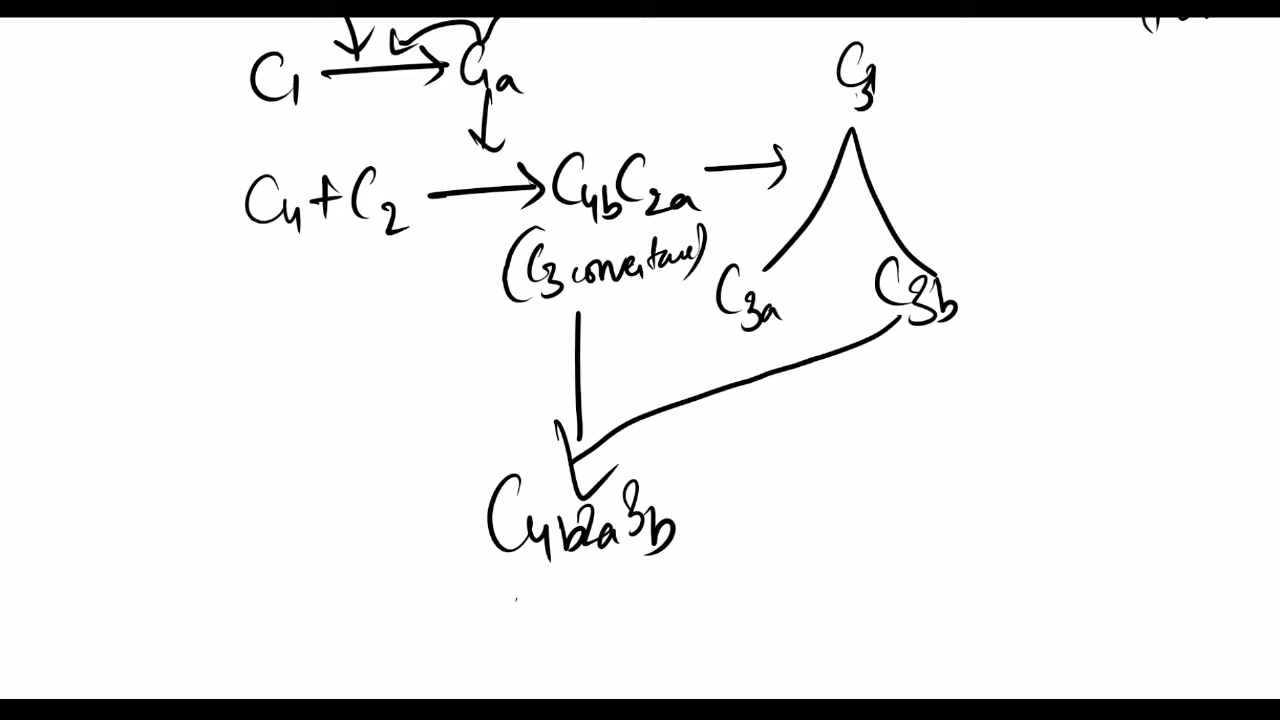 C1 → C1a
C3
C4 + C2 → C4bC2a →
(C3 convertase)
C3a
C3b
C4b2a3b